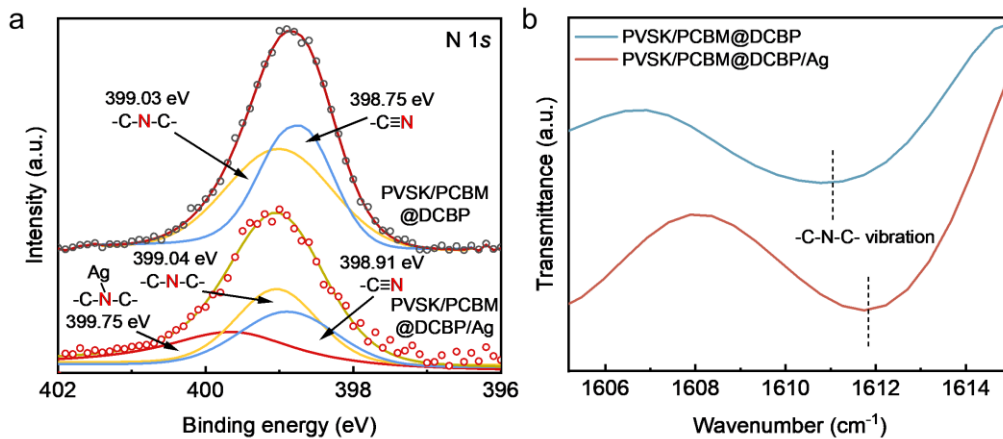 a
N 1s
399.03 eV
-C-N-C-
398.75 eV
-C≡N
PVSK/PCBM
@DCBP
399.04 eV
-C-N-C-
398.91 eV
-C≡N
Ag
-C-N-C-
399.75 eV
PVSK/PCBM
@DCBP/Ag
Intensity (a.u.)
402
400
398
396
Binding energy (eV)
b
PVSK/PCBM@DCBP
PVSK/PCBM@DCBP/Ag
-C-N-C- vibration
Transmittance (a.u.)
1606
1608
1610
1612
1614
Wavenumber (cm⁻¹)